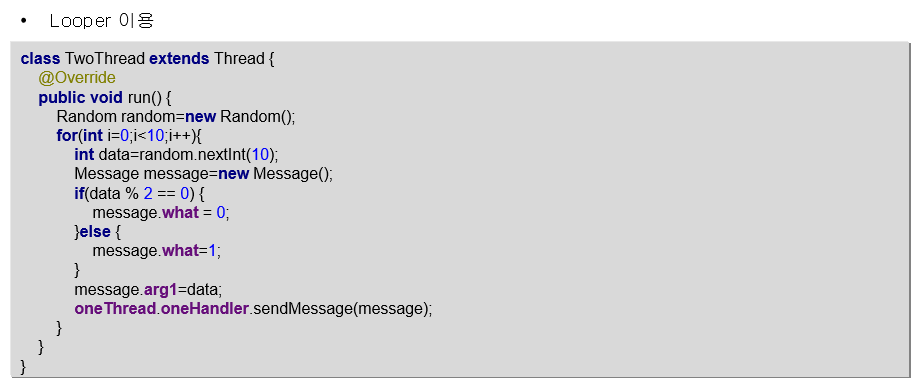 • Looper 이용
class TwoThread extends Thread {
@Override
public void run() {
Random random=new Random();
for(int i=0;i<10;i++){
int data=random.nextInt(10);
Message message=new Message();
if(data % 2 == 0) {
message.what = 0;
}else {
message.what=1;
}
message.arg1=data;
oneThread.oneHandler.sendMessage(message);
}
}
}